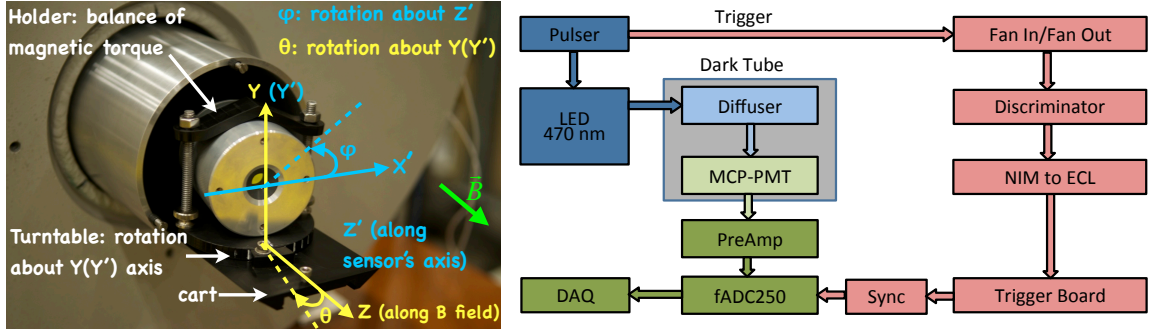 Holder: balance of
magnetic torque
φ: rotation about Z'
θ: rotation about Y(Y')
Y (Y')
φ
X'
B
Turntable: rotation
about Y(Y') axis
Z' (along
sensor's axis)
cart
θ
Z (along B field)
Pulser
Trigger
Fan In/Fan Out
Dark Tube
LED
470 nm
Diffuser
Discriminator
MCP-PMT
NIM to ECL
PreAmp
DAQ
fADC250
Sync
Trigger Board